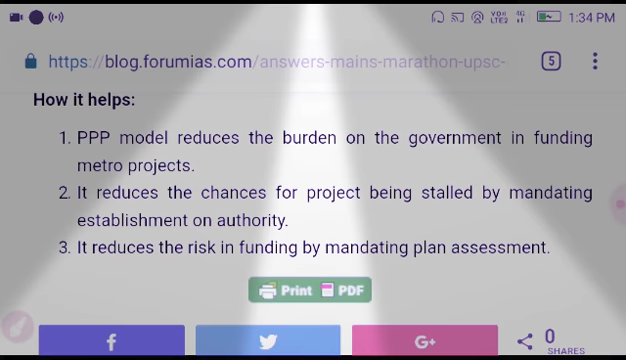 VoH LTE2 4G 1:34 PM
https://blog.forumias.com/answers-mains-marathon-upsc- 5
How it helps:
1. PPP model reduces the burden on the government in funding
metro projects.
2. It reduces the chances for project being stalled by mandating
establishment on authority.
3. It reduces the risk in funding by mandating plan assessment.
Print PDF
f G+ 0
SHARES